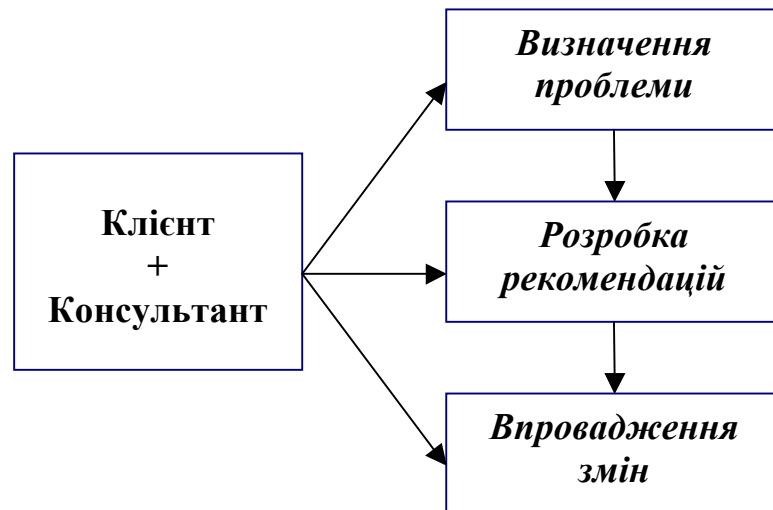 Визначення
проблеми
Клієнт
+
Консультант
Розробка
рекомендацій
Впровадження
змін